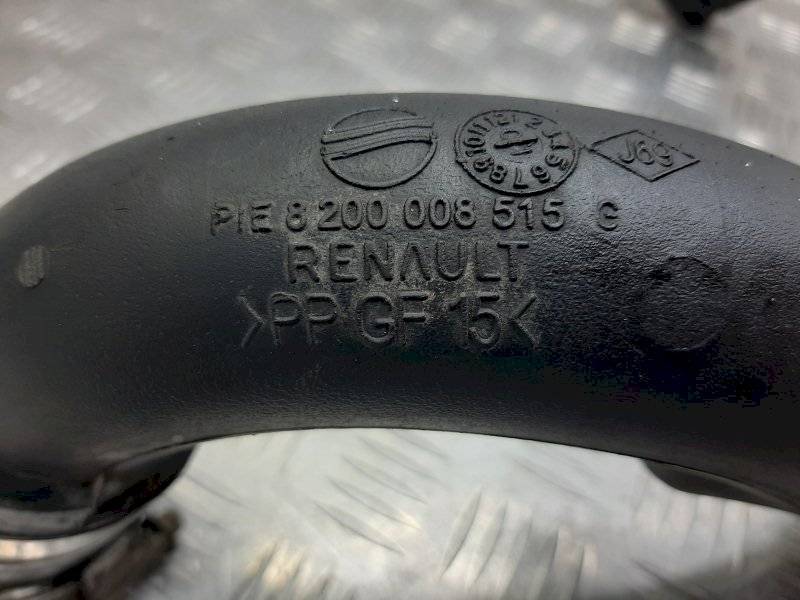 J69
PIE 8 200 008 515 G
RENAULT
>PP GF 15<